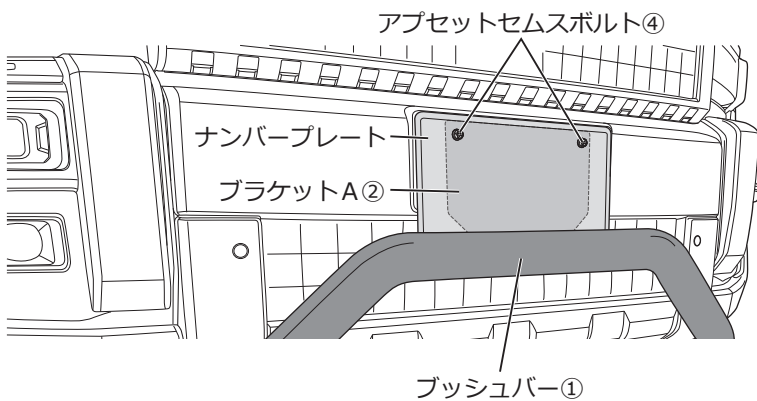 アプセットセムスボルト④
ナンバープレート
ブラケットA②
ブッシュバー①